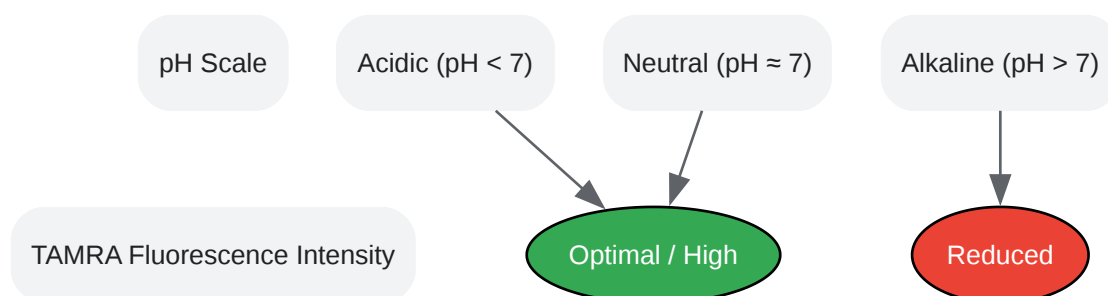 pH Scale
Acidic (pH < 7)
Neutral (pH ≈ 7)
Alkaline (pH > 7)
TAMRA Fluorescence Intensity
Optimal / High
Reduced